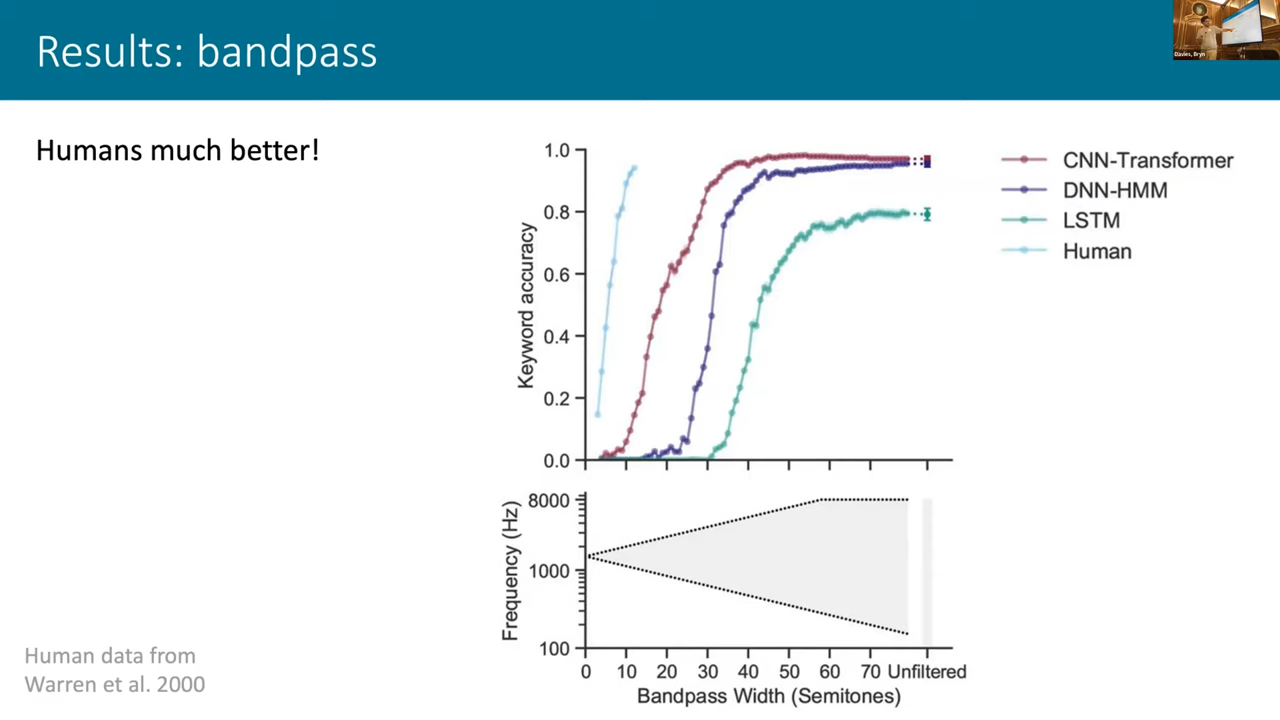 Results: bandpass
Davies, Bryn
Humans much better!
1.0
0.8
0.6
0.4
0.2
0.0
Keyword accuracy
CNN-Transformer
DNN-HMM
LSTM
Human
8000
1000
100
Frequency (Hz)
0 10 20 30 40 50 60 70 Unfiltered
Bandpass Width (Semitones)
Human data from
Warren et al. 2000